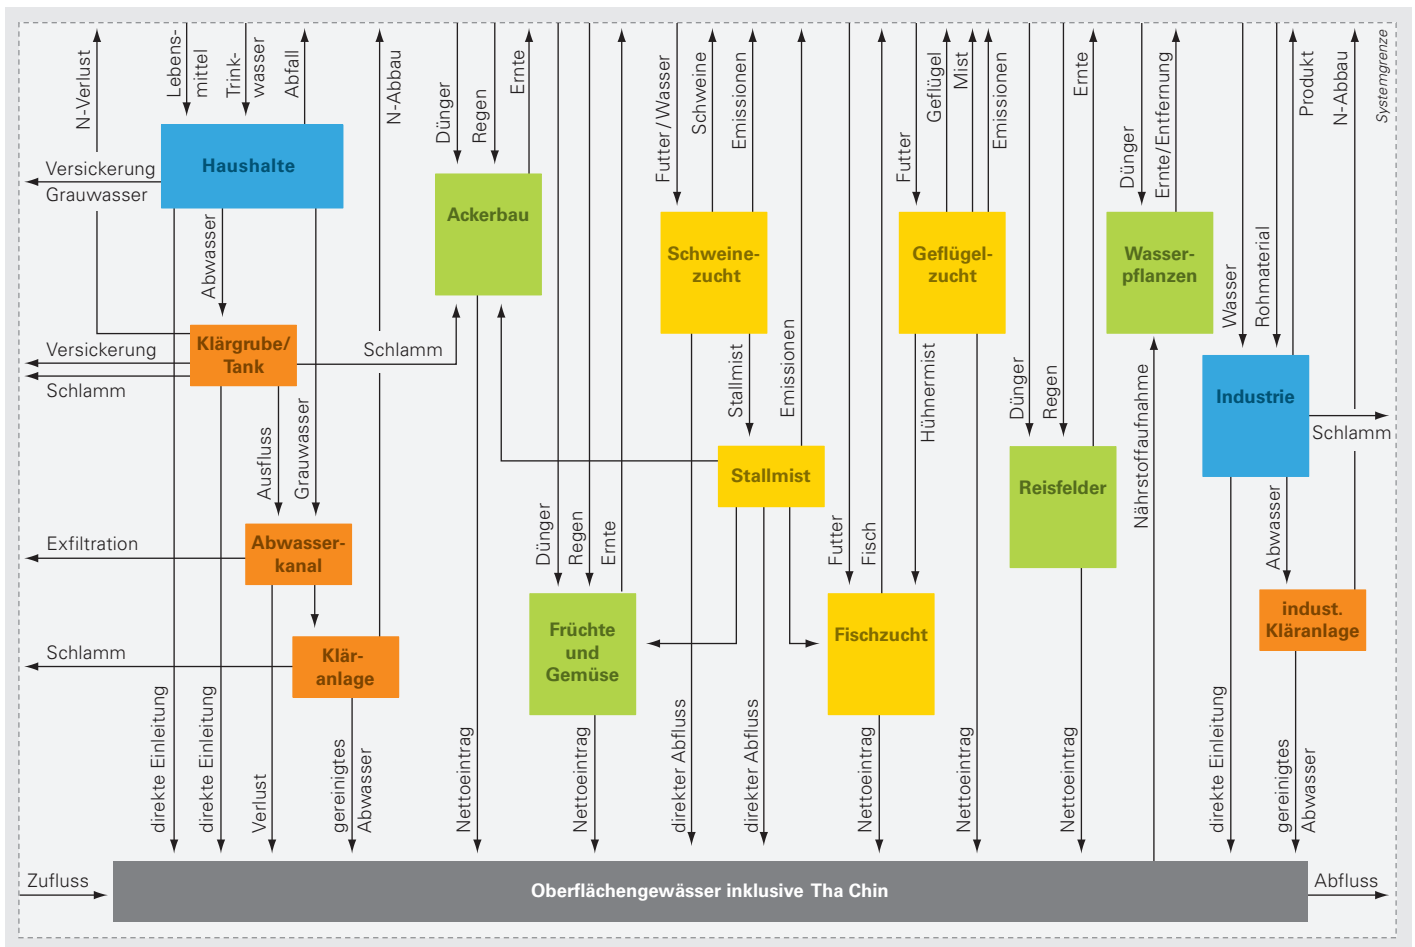 N-Verlust
Lebens-
mittel
Trink-
wasser
Abfall
N-Abbau
Dünger
Regen
Ernte
Futter/Wasser
Schweine
Emissionen
Futter
Geflügel
Mist
Emissionen
Ernte
Dünger
Ernte/Entfernung
Produkt
N-Abbau
Systemgrenze
Haushalte
Versickerung
Grauwasser
Abwasser
Ackerbau
Schweine-
zucht
Geflügel-
zucht
Wasser-
pflanzen
Wasser
Rohmaterial
Klärgrube/
Tank
Versickerung
Schlamm
Schlamm
Stallmist
Emissionen
Hühnermist
Dünger
Regen
Nährstoffaufnahme
Industrie
Schlamm
Ausfluss
Grauwasser
Stallmist
Reisfelder
Abwasser
Exfiltration
Abwasser-
kanal
Dünger
Regen
Ernte
Futter
Fisch
Schlamm
Klär-
anlage
Früchte
und
Gemüse
Fischzucht
indust.
Kläranlage
direkte Einleitung
direkte Einleitung
Verlust
gereinigtes
Abwasser
Nettoeintrag
Nettoeintrag
direkter Abfluss
direkter Abfluss
Nettoeintrag
Nettoeintrag
Nettoeintrag
direkte Einleitung
gereinigtes
Abwasser
Zufluss
Oberflächengewässer inklusive Tha Chin
Abfluss